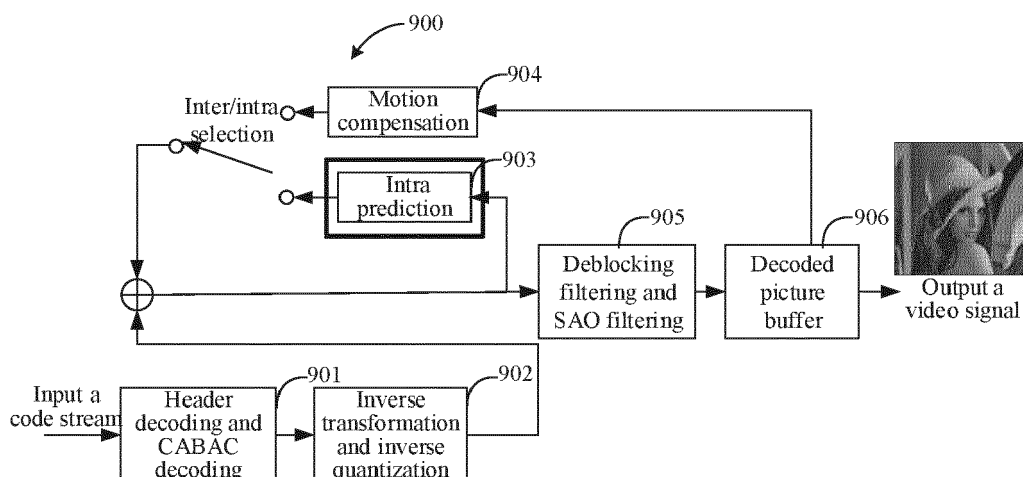 900
904
Motion
compensation
Inter/intra
selection
903
Intra
prediction
905
906
Deblocking
filtering and
SAO filtering
Decoded
picture
buffer
Output a
video signal
901
902
Input a
code stream
Header
decoding and
CABAC
decoding
Inverse
transformation
and inverse
quantization